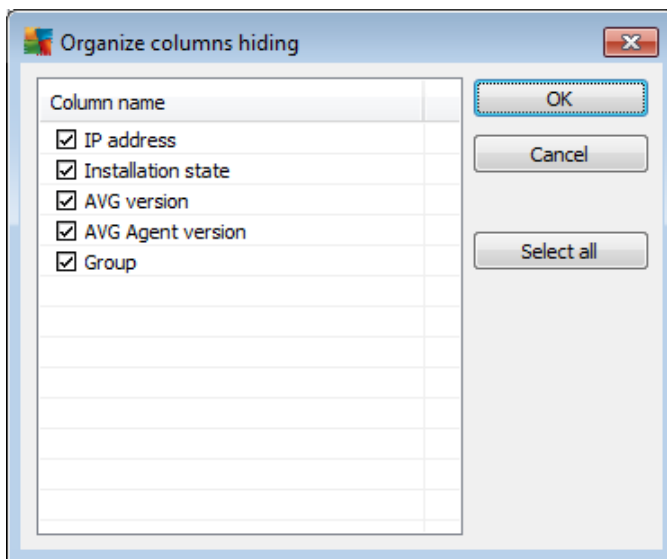 Organize columns hiding
Column name
IP address
Installation state
AVG version
AVG Agent version
Group
OK
Cancel
Select all